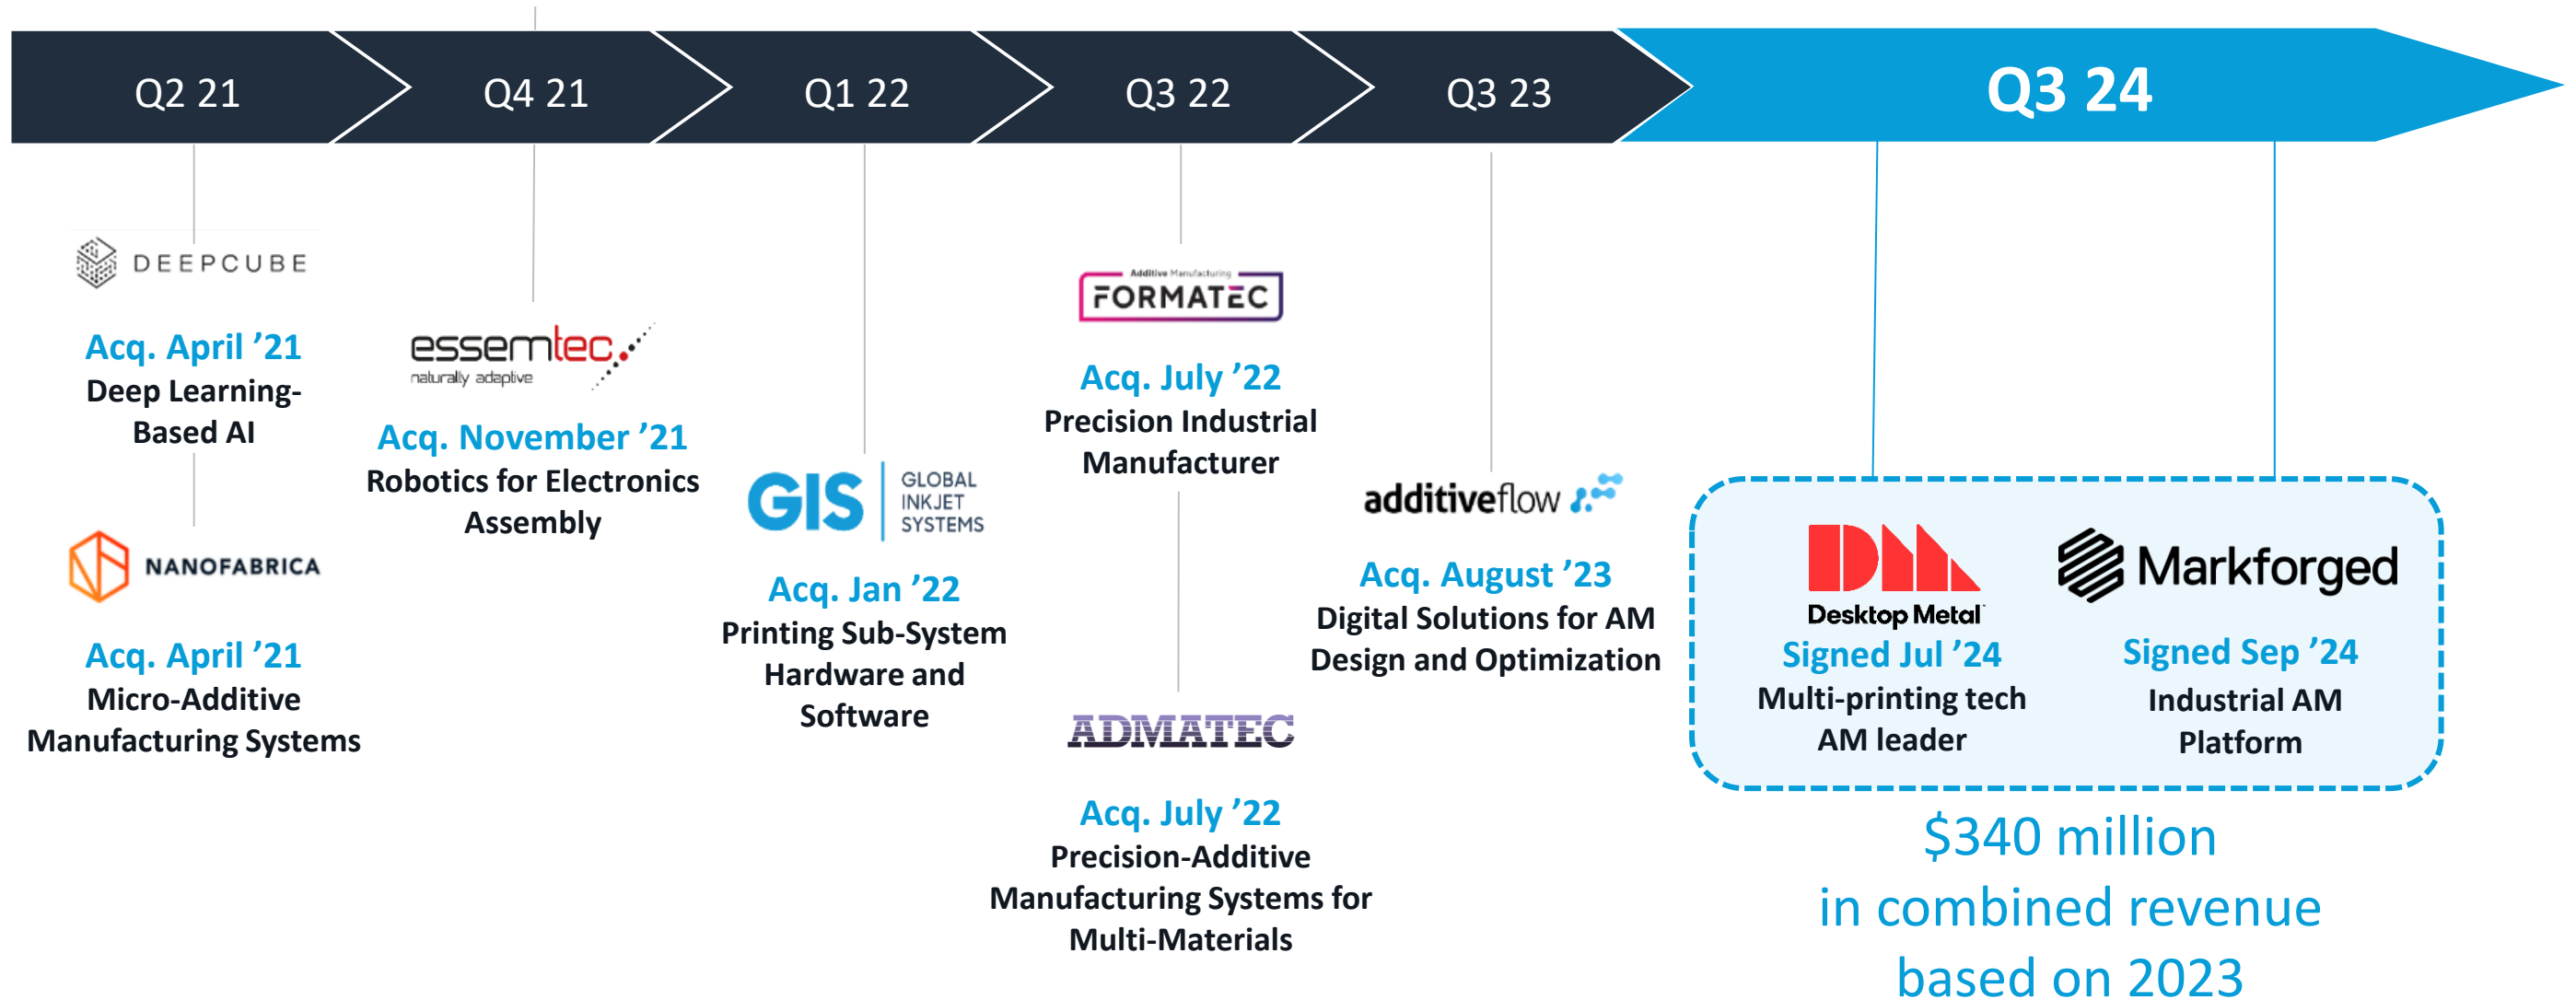 Q2 21
Q4 21
Q1 22
Q3 22
Q3 23
Q3 24
DEEPCUBE
Acq. April ’21
Deep Learning-
Based AI
NANOFABRICA
Acq. April ’21
Micro-Additive
Manufacturing Systems
essemtec
naturally adaptive
Acq. November ’21
Robotics for Electronics
Assembly
GIS
GLOBAL
INKJET
SYSTEMS
Acq. Jan ’22
Printing Sub-System
Hardware and
Software
Additive Manufacturing
FORMATEC
Acq. July ’22
Precision Industrial
Manufacturer
ADMATEC
Acq. July ’22
Precision-Additive
Manufacturing Systems for
Multi-Materials
additiveflow
Acq. August ’23
Digital Solutions for AM
Design and Optimization
DM
Desktop Metal
Signed Jul ’24
Multi-printing tech
AM leader
Markforged
Signed Sep ’24
Industrial AM
Platform
$340 million
in combined revenue
based on 2023